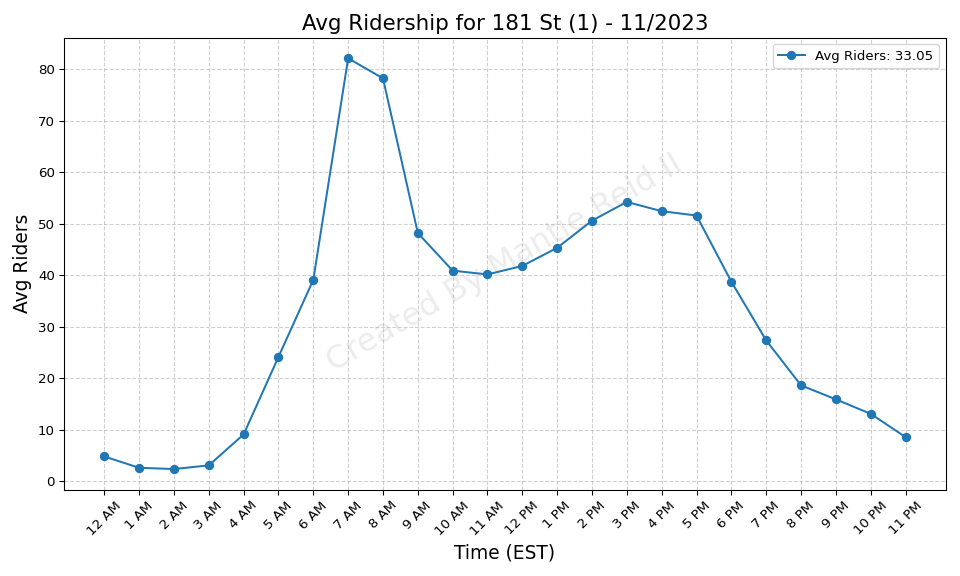 Avg Ridership for 181 St (1) - 11/2023
Avg Riders: 33.05
80
70
60
50
40
30
20
10
0
Avg Riders
Created By Mantie Reid II
12 AM
1 AM
2 AM
3 AM
4 AM
5 AM
6 AM
7 AM
8 AM
9 AM
10 AM
11 AM
12 PM
1 PM
2 PM
3 PM
4 PM
5 PM
6 PM
7 PM
8 PM
9 PM
10 PM
11 PM
Time (EST)